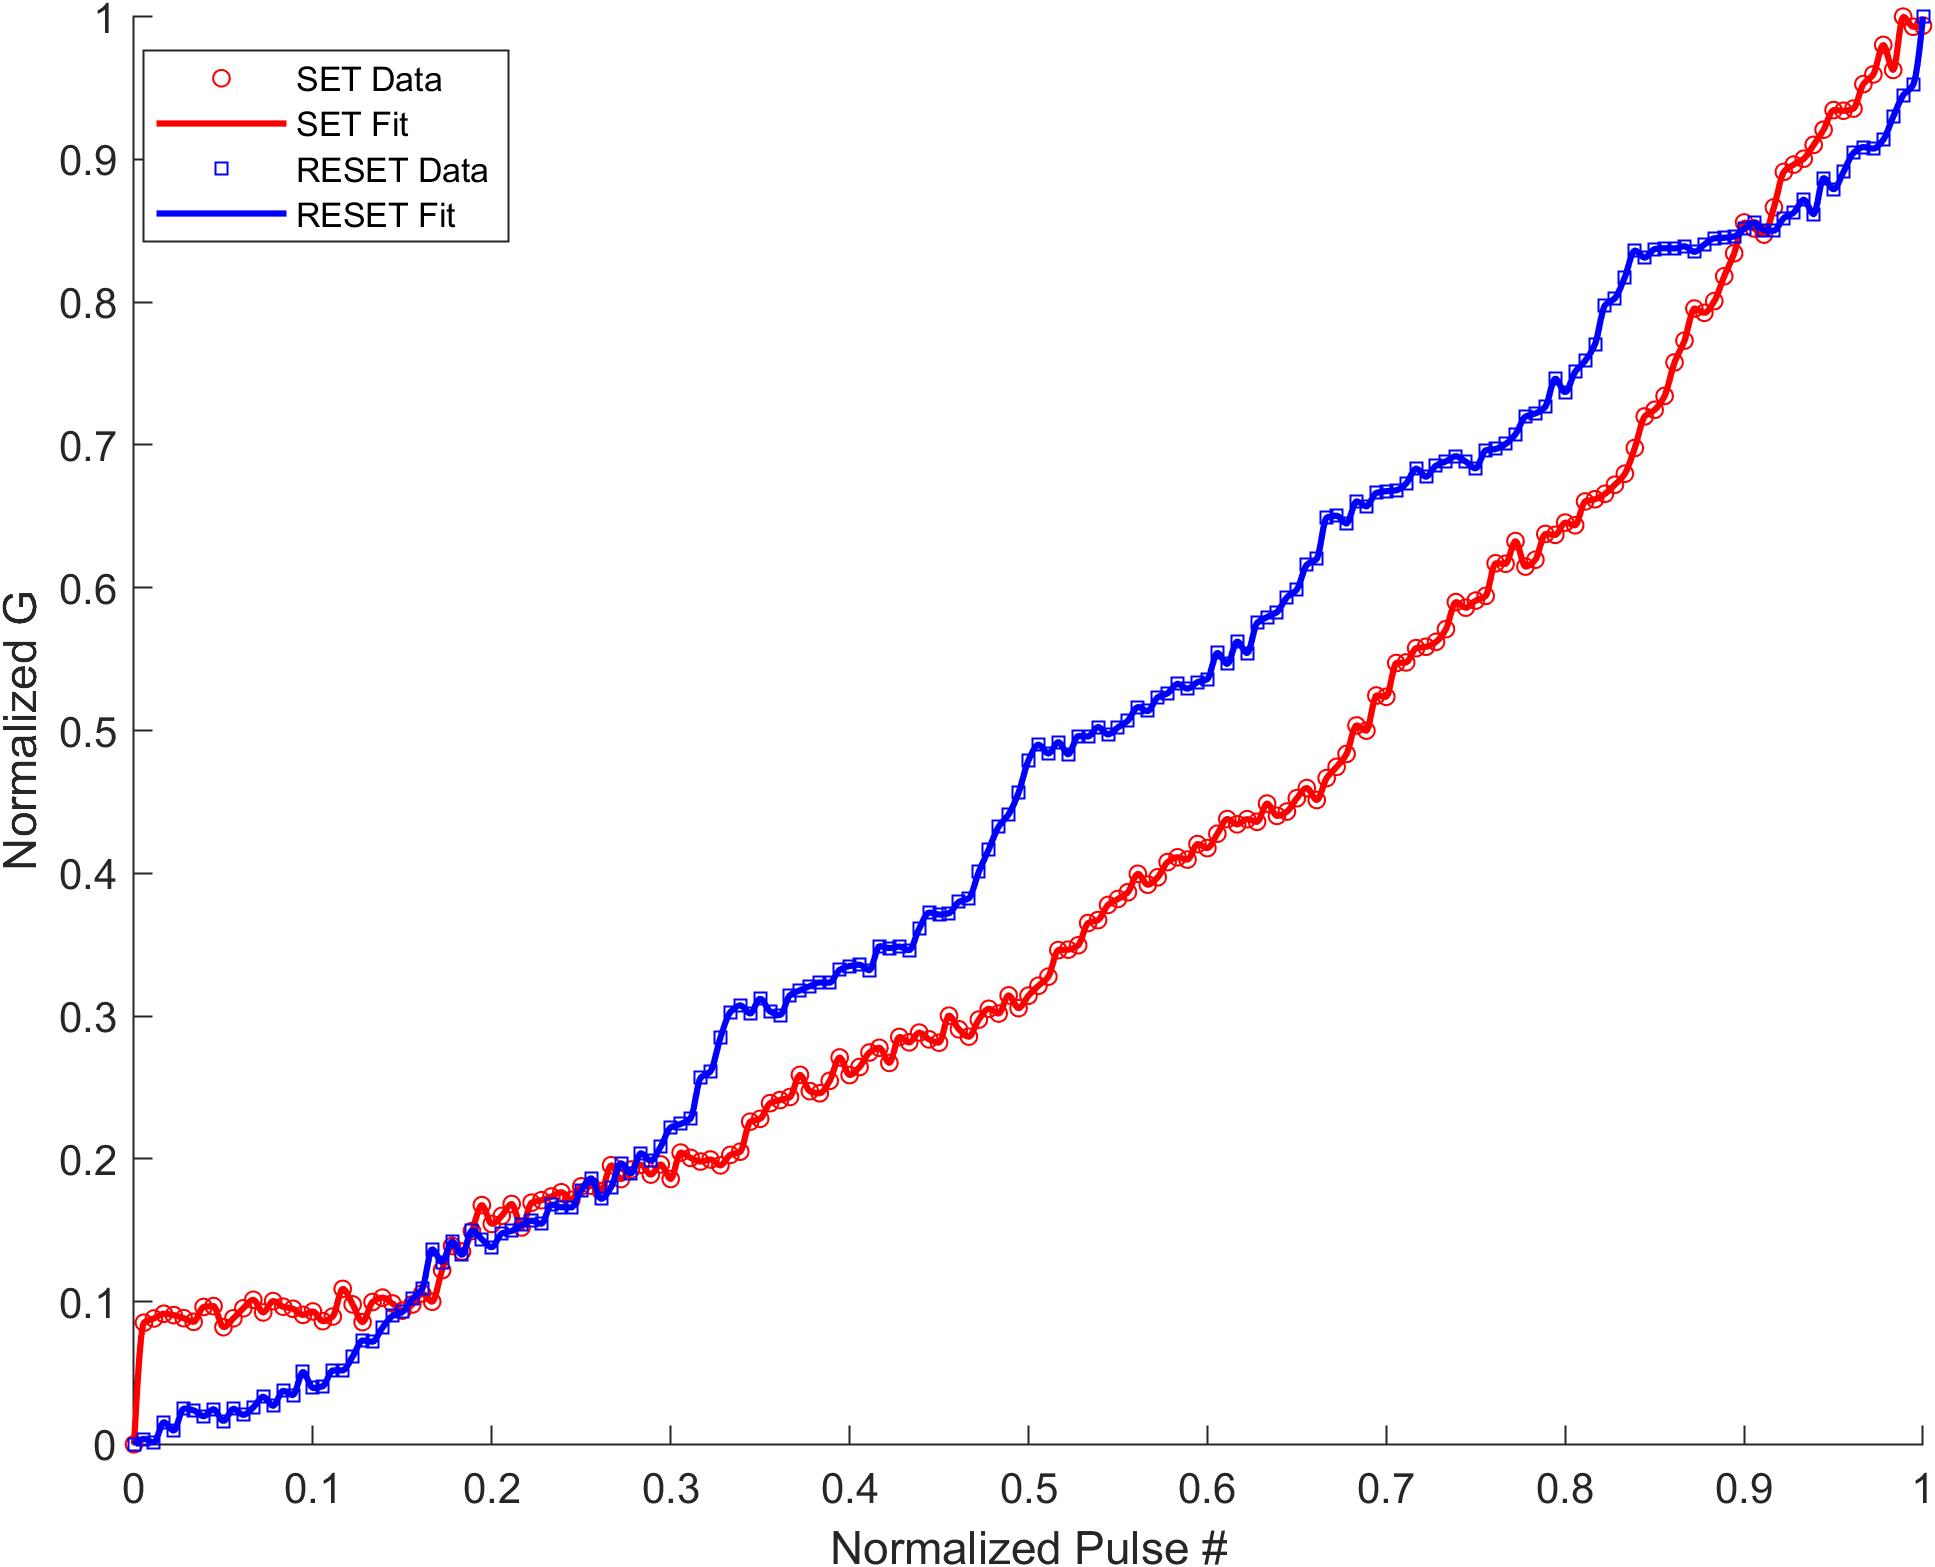 SET Data
SET Fit
RESET Data
RESET Fit
1
0.9
0.8
0.7
0.6
0.5
0.4
0.3
0.2
0.1
0
Normalized G
0 0.1 0.2 0.3 0.4 0.5 0.6 0.7 0.8 0.9 1
Normalized Pulse #